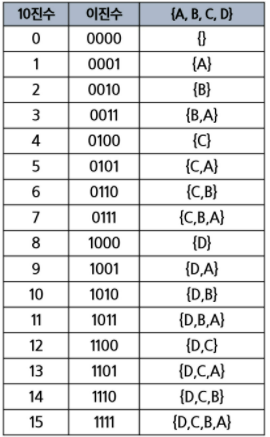 10진수 이진수 {A, B, C, D}
0 0000 {}
1 0001 {A}
2 0010 {B}
3 0011 {B,A}
4 0100 {C}
5 0101 {C,A}
6 0110 {C,B}
7 0111 {C,B,A}
8 1000 {D}
9 1001 {D,A}
10 1010 {D,B}
11 1011 {D,B,A}
12 1100 {D,C}
13 1101 {D,C,A}
14 1110 {D,C,B}
15 1111 {D,C,B,A}